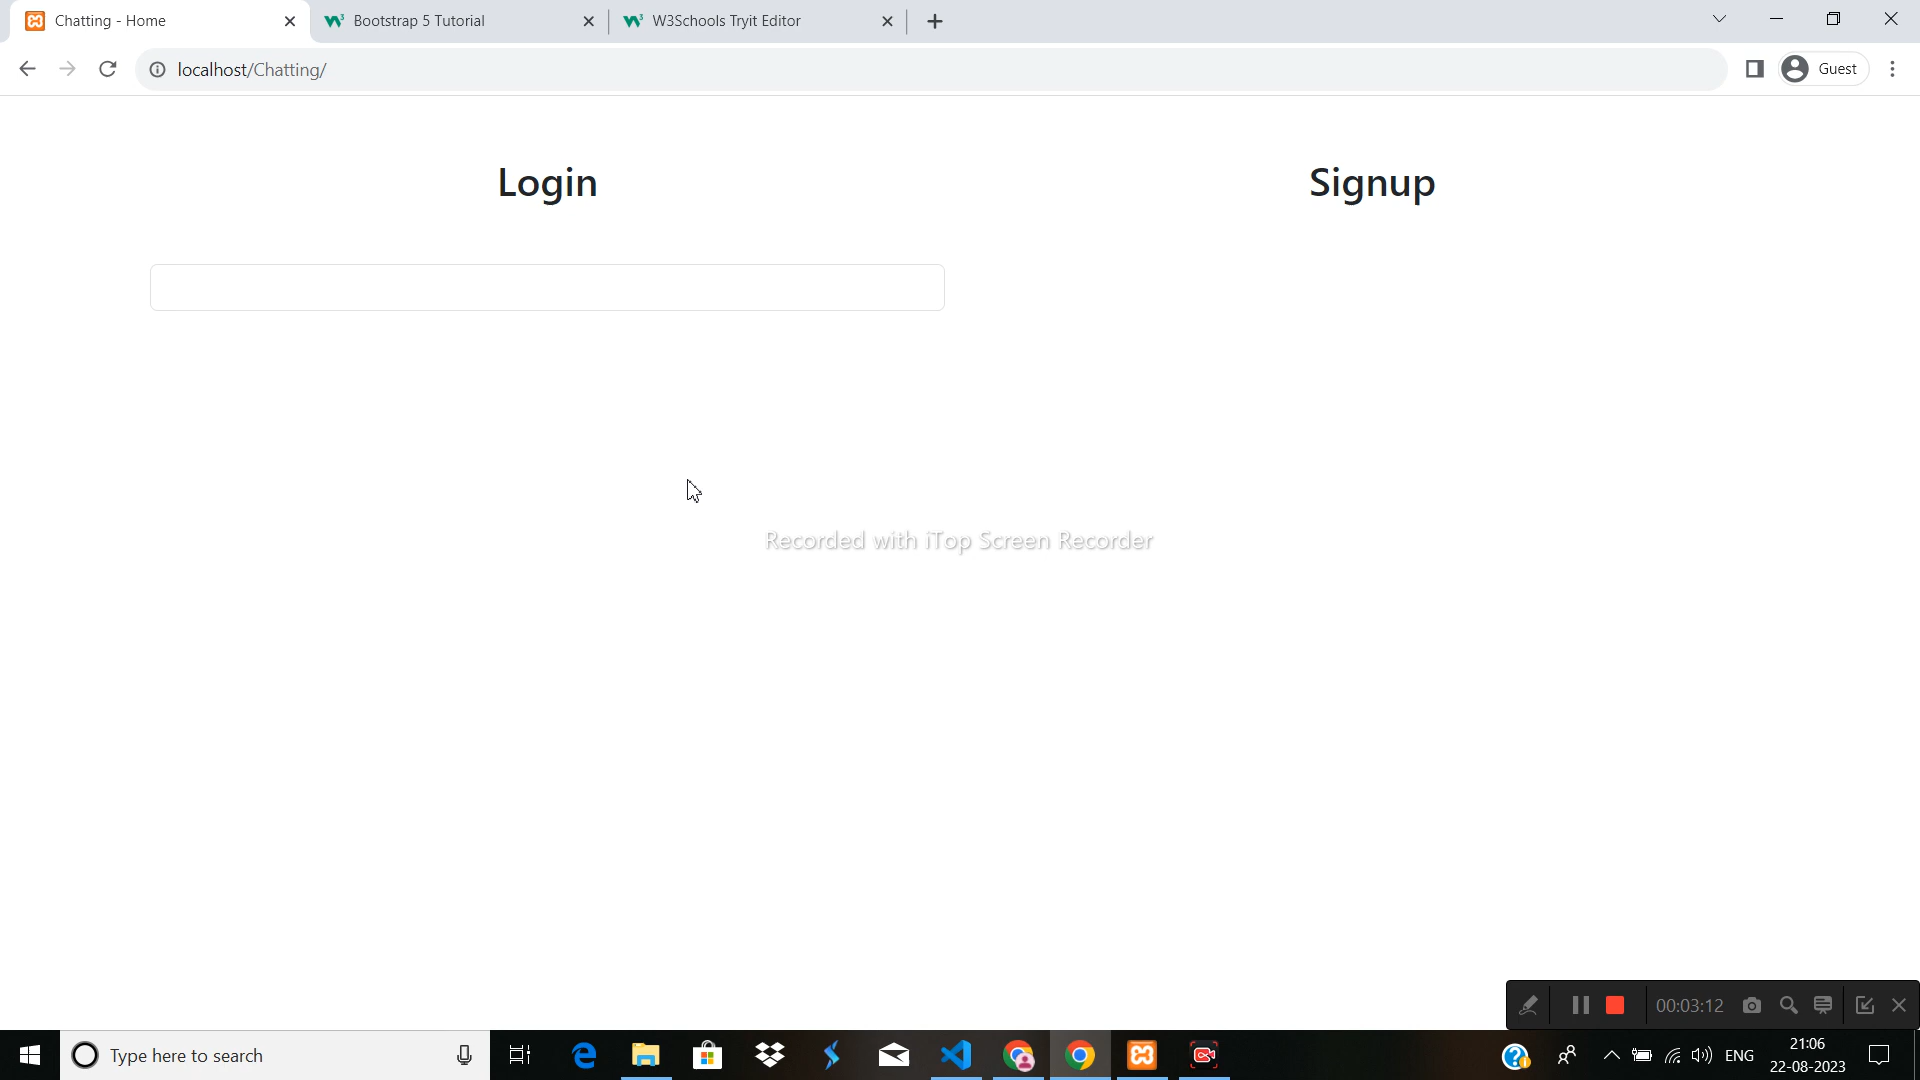 Chatting - Home
Bootstrap 5 Tutorial
W3Schools Tryit Editor
localhost/Chatting/
Guest
Login
Signup
Recorded with iTop Screen Recorder
00:03:12
Type here to search
ENG
21:06
22-08-2023